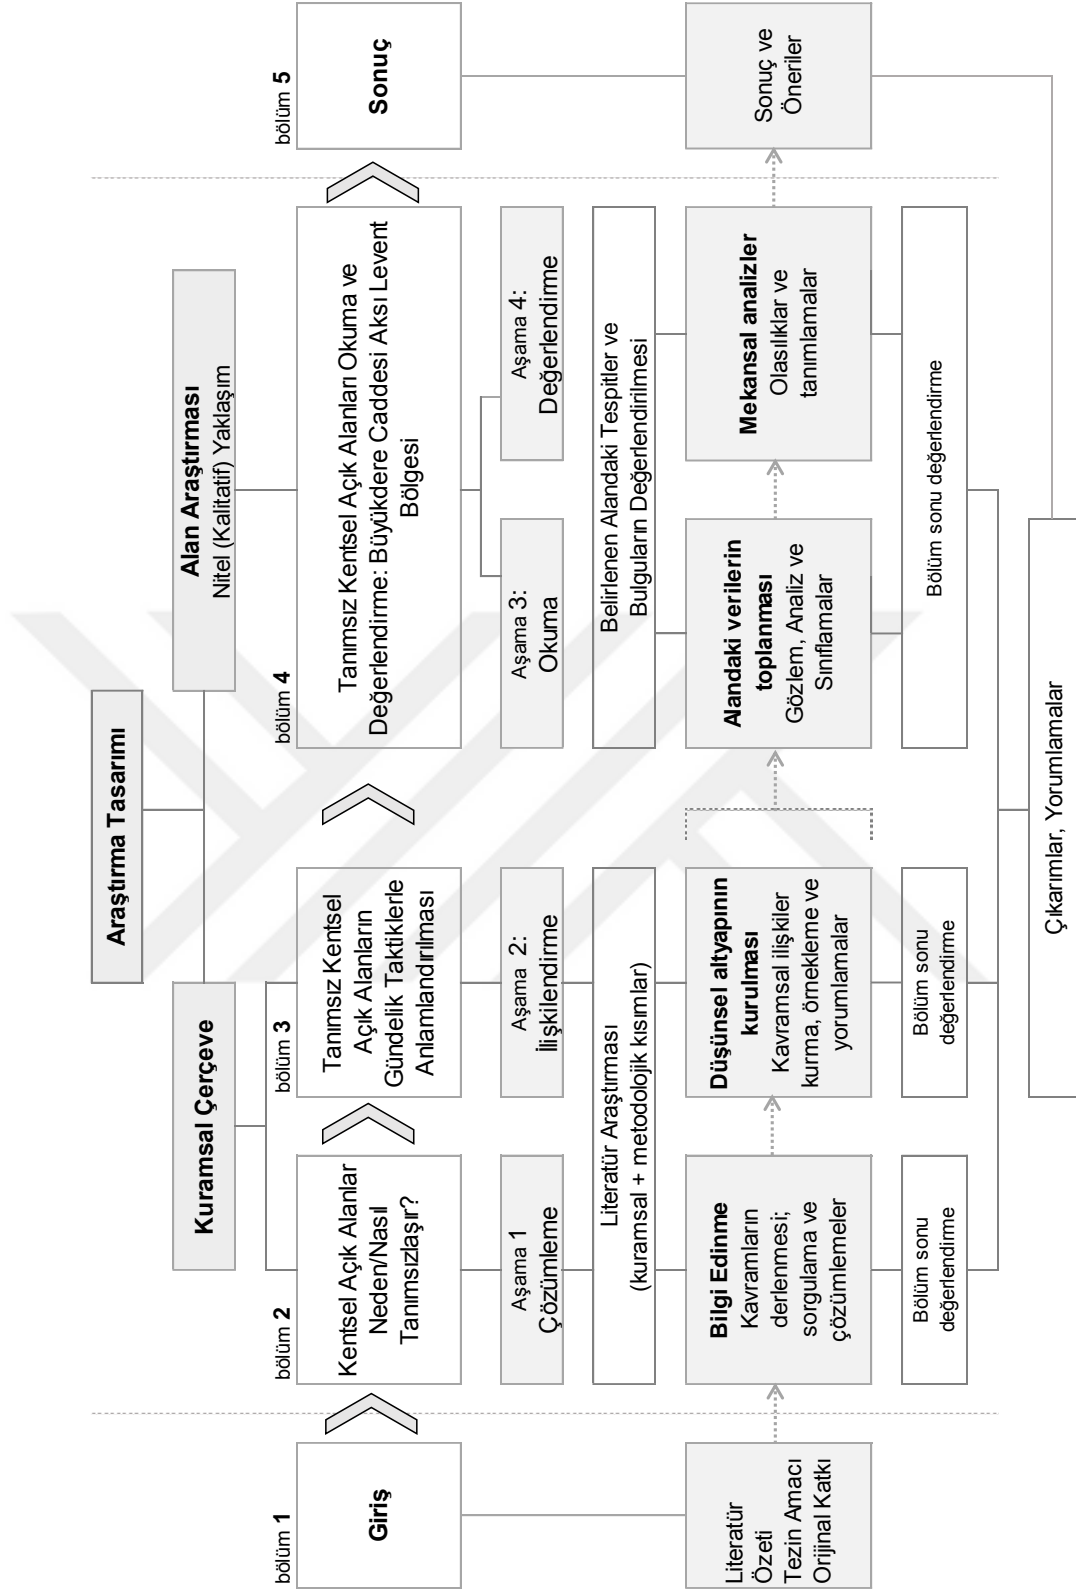 Araştırma Tasarımı
Kuramsal Çerçeve
Alan Araştırması
Nitel (Kalitatif) Yaklaşım
bölüm 1
Giriş
bölüm 2
Kentsel Açık Alanlar
Neden/Nasıl
Tanımsızlaşır?
bölüm 3
Tanımsız Kentsel
Açık Alanların
Gündelik Taktiklerle
Anlamlandırılması
bölüm 4
Tanımsız Kentsel Açık Alanları Okuma ve
Değerlendirme: Büyükdere Caddesi Aksı Levent
Bölgesi
bölüm 5
Sonuç
Aşama 1
Çözümleme
Aşama 2:
İlişkilendirme
Aşama 3:
Okuma
Aşama 4:
Değerlendirme
Literatür Araştırması
(kuramsal + metodolojik kısımlar)
Belirlenen Alandaki Tespitler ve
Bulguların Değerlendirilmesi
Literatür
Özeti
Tezin Amacı
Orijinal Katkı
Bilgi Edinme
Kavramların
derlenmesi;
sorgulama ve
çözümlemeler
Düşünsel altyapının
kurulması
Kavramsal ilişkiler
kurma, örnekleme ve
yorumlamalar
Alandaki verilerin
toplanması
Gözlem, Analiz ve
Sınıflamalar
Mekansal analizler
Olasılıklar ve
tanımlamalar
Sonuç ve
Öneriler
Bölüm sonu
değerlendirme
Bölüm sonu
değerlendirme
Bölüm sonu değerlendirme
Çıkarımlar, Yorumlamalar